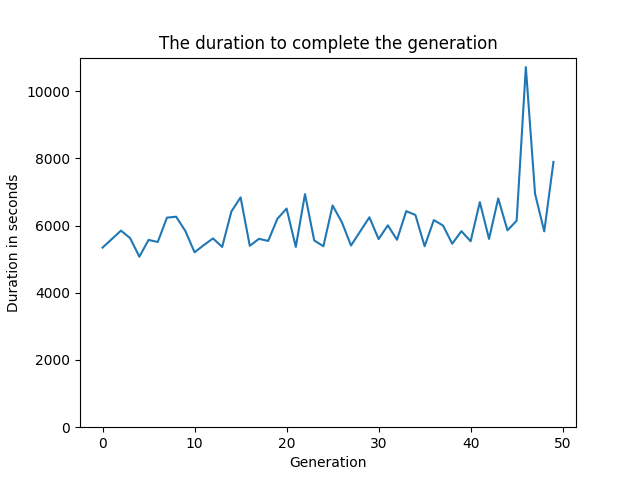 The duration to complete the generation
10000
8000
6000
4000
2000
0
Duration in seconds
0 10 20 30 40 50
Generation